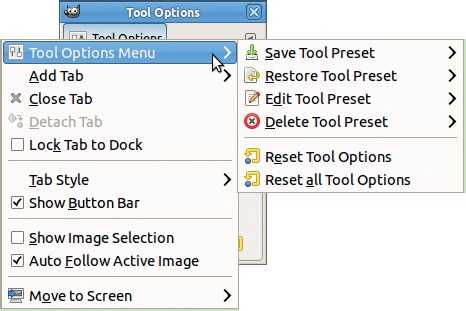 Tool Options
Tool Options
Tool Options Menu
Add Tab
Close Tab
Detach Tab
Lock Tab to Dock
Tab Style
Show Button Bar
Show Image Selection
Auto Follow Active Image
Move to Screen
Save Tool Preset
Restore Tool Preset
Edit Tool Preset
Delete Tool Preset
Reset Tool Options
Reset all Tool Options